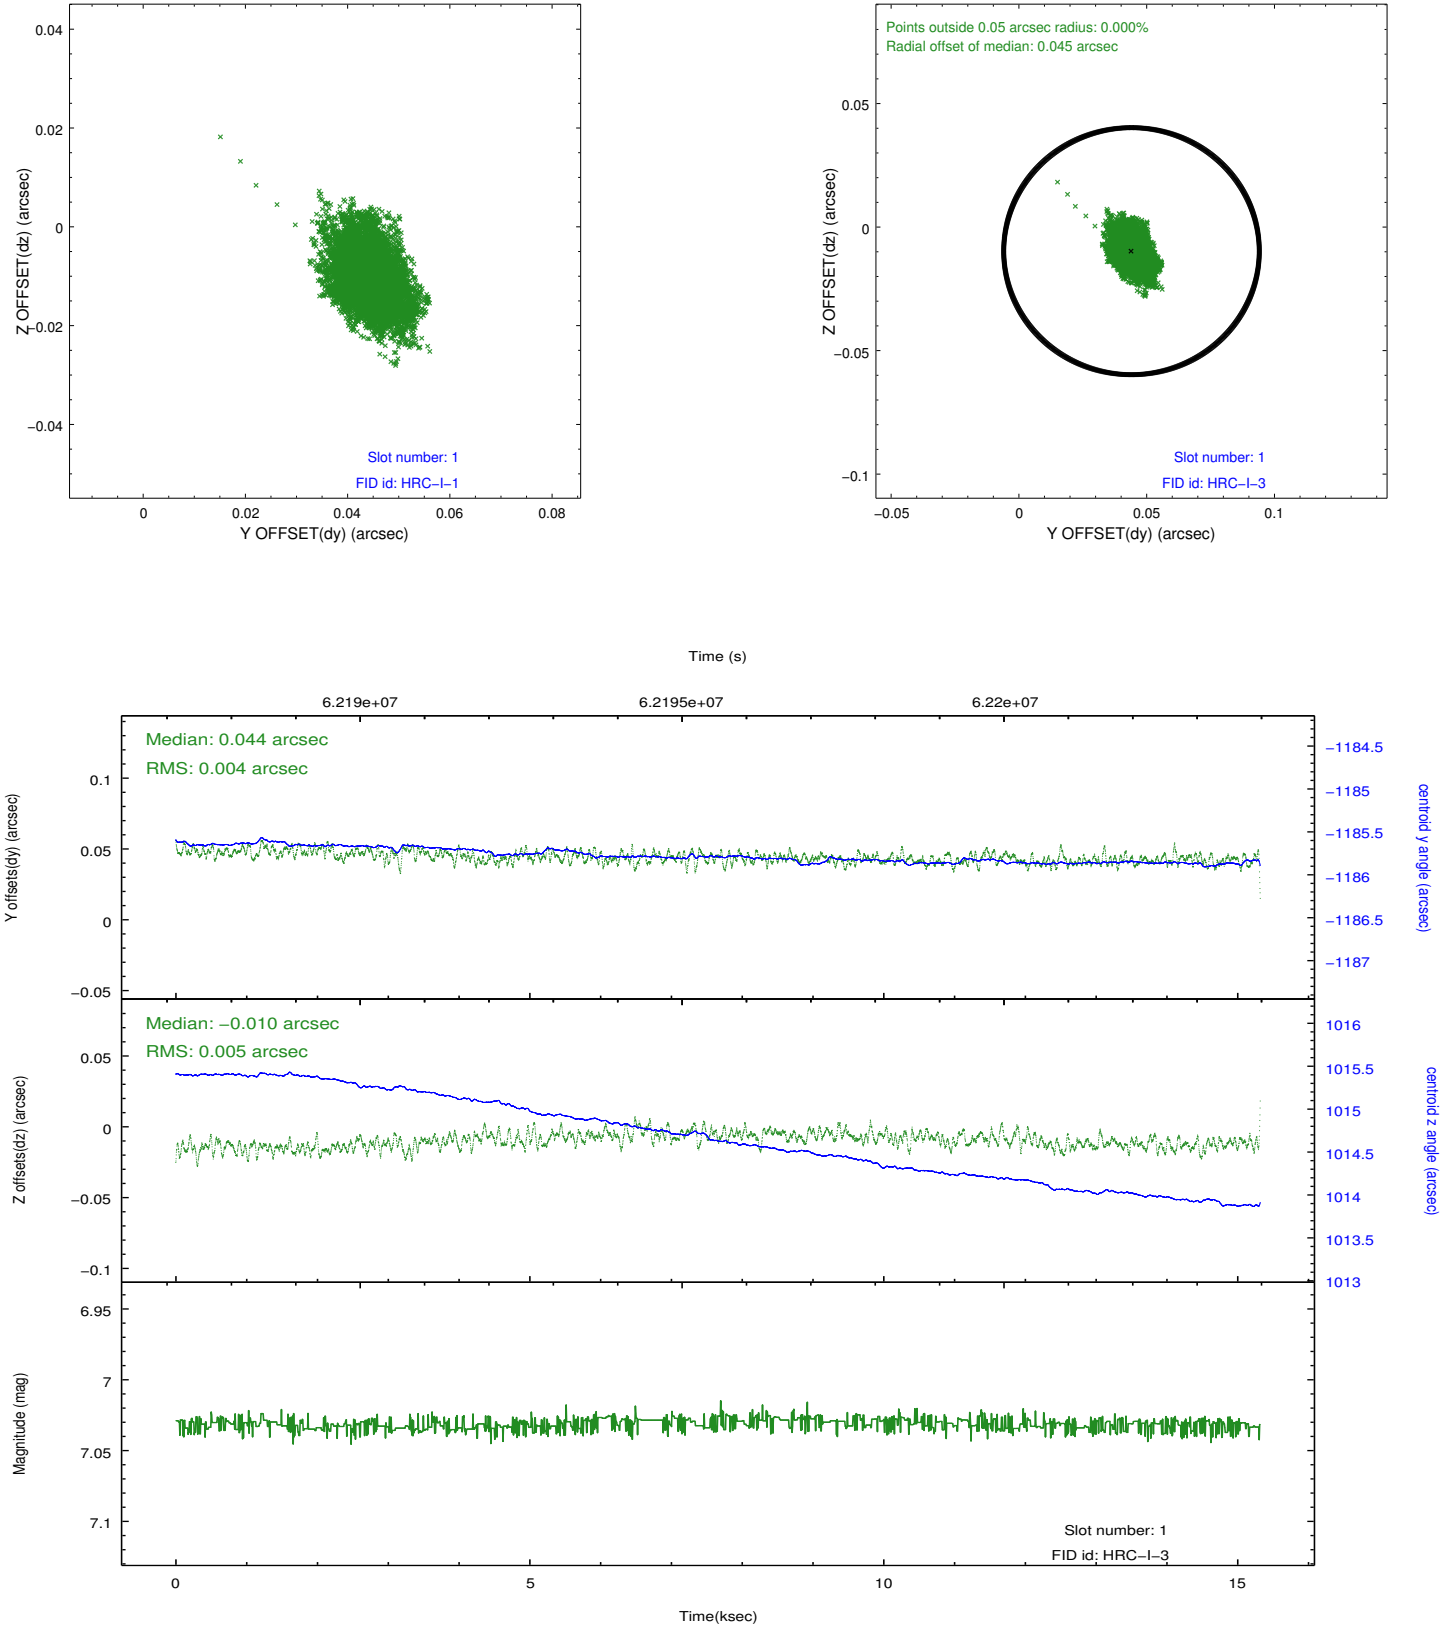 0.04
0.02
0
−0.02
−0.04
Z OFFSET(dz) (arcsec)
Slot number: 1
FID id: HRC−I−1
0
0.02
0.04
0.06
0.08
Y OFFSET(dy) (arcsec)
Points outside 0.05 arcsec radius: 0.000%
Radial offset of median: 0.045 arcsec
0.05
0
−0.05
−0.1
Z OFFSET(dz) (arcsec)
Slot number: 1
FID id: HRC−I−3
−0.05
0
0.05
0.1
Y OFFSET(dy) (arcsec)
Time (s)
6.219e+07
6.2195e+07
6.22e+07
Median: 0.044 arcsec
RMS: 0.004 arcsec
0.1
0.05
0
−0.05
Y offsets(dy) (arcsec)
−1184.5
−1185
−1185.5
−1186
−1186.5
−1187
centroid y angle (arcsec)
Median: −0.010 arcsec
RMS: 0.005 arcsec
0.05
0
−0.05
−0.1
Z offsets(dz) (arcsec)
1016
1015.5
1015
1014.5
1014
1013.5
1013
centroid z angle (arcsec)
6.95
7
7.05
7.1
Magnitude (mag)
Slot number: 1
FID id: HRC−I−3
0
5
10
15
Time(ksec)